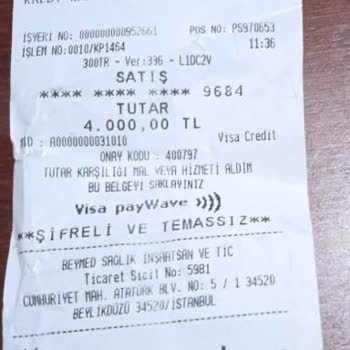 İŞYERİ NO: 000000000952661 POS NO: PS970653
İŞLEM NO:0010/KP1464 11:36
300TR - Ver:336 - L1DC2V
SATIŞ
**** **** **** 9684
TUTAR
4.000,00 TL
AID : A0000000031010 Visa Credit
ONAY KODU : 400797
TUTAR KARŞILIĞI MAL VEYA HİZMETİ ALDIM
BU BELGEYİ SAKLAYINIZ
Visa payWave ))))
**ŞİFRELİ VE TEMASSIZ**
BEYMED SAĞLIK İNŞAATSAN VE TİC
Ticaret Sicil No: 5981
CUMHURİYET MAH. ATATÜRK BLV. NO: 5 / 1 34520
BEYLİKDÜZÜ 34520/İSTANBUL